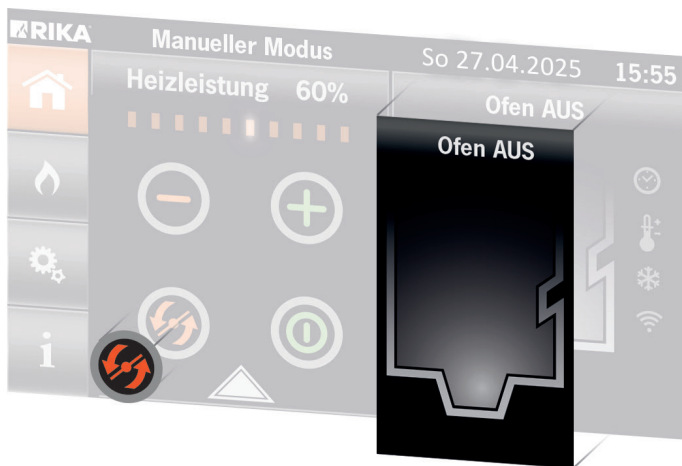 RIKA
Manueller Modus
So 27.04.2025 15:55
Heizleistung 60%
Ofen AUS
Ofen AUS
i